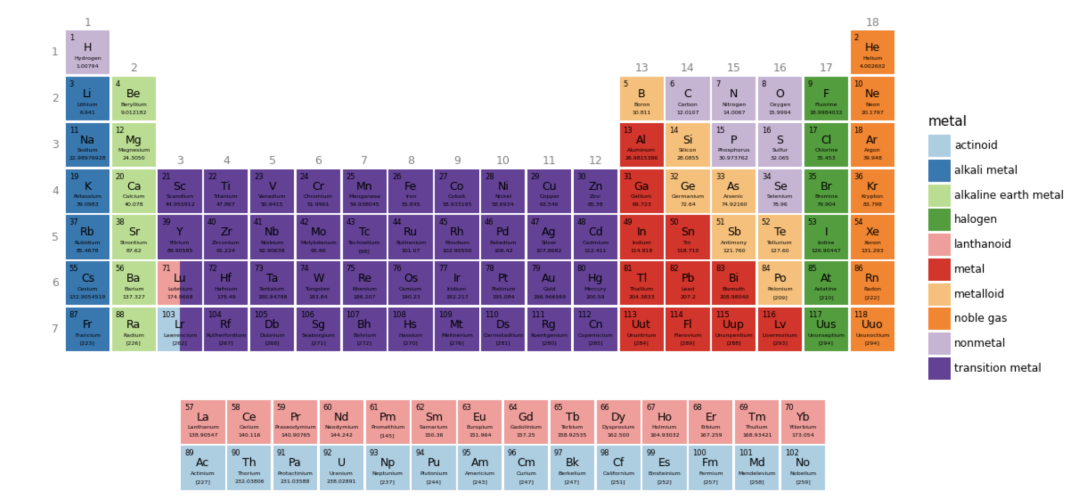 1 18
1 1 2
H He
Hydrogen Helium
1.00794 4.002602
2 13 14 15 16 17
2 3 4 5 6 7 8 9 10
Li Be B C N O F Ne
Lithium Beryllium Boron Carbon Nitrogen Oxygen Fluorine Neon
6.941 9.012182 10.811 12.0107 14.0067 15.9994 18.9984032 20.1797
3 11 12 13 14 15 16 17 18
Na Mg Al Si P S Cl Ar
Sodium Magnesium Aluminum Silicon Phosphorus Sulfur Chlorine Argon
22.98976928 24.3050 26.9815386 28.0855 30.973762 32.065 35.453 39.948
3 4 5 6 7 8 9 10 11 12
4 19 20 21 22 23 24 25 26 27 28 29 30 31 32 33 34 35 36
K Ca Sc Ti V Cr Mn Fe Co Ni Cu Zn Ga Ge As Se Br Kr
Potassium Calcium Scandium Titanium Vanadium Chromium Manganese Iron Cobalt Nickel Copper Zinc Gallium Germanium Arsenic Selenium Bromine Krypton
39.0983 40.078 44.955912 47.867 50.9415 51.9961 54.938045 55.845 58.933195 58.6934 63.546 65.38 69.723 72.64 74.92160 78.96 79.904 83.798
5 37 38 39 40 41 42 43 44 45 46 47 48 49 50 51 52 53 54
Rb Sr Y Zr Nb Mo Tc Ru Rh Pd Ag Cd In Sn Sb Te I Xe
Rubidium Strontium Yttrium Zirconium Niobium Molybdenum Technetium Ruthenium Rhodium Palladium Silver Cadmium Indium Tin Antimony Tellurium Iodine Xenon
85.4678 87.62 88.90585 91.224 92.90638 95.96 [98] 101.07 102.90550 106.42 107.8682 112.411 114.818 118.710 121.760 127.60 126.90447 131.293
6 55 56 71 72 73 74 75 76 77 78 79 80 81 82 83 84 85 86
Cs Ba Lu Hf Ta W Re Os Ir Pt Au Hg Tl Pb Bi Po At Rn
Cesium Barium Lutetium Hafnium Tantalum Tungsten Rhenium Osmium Iridium Platinum Gold Mercury Thallium Lead Bismuth Polonium Astatine Radon
132.9054519 137.327 174.9668 178.49 180.94788 183.84 186.207 190.23 192.217 195.084 196.966569 200.59 204.3833 207.2 208.98040 [209] [210] [222]
7 87 88 103 104 105 106 107 108 109 110 111 112 113 114 115 116 117 118
Fr Ra Lr Rf Db Sg Bh Hs Mt Ds Rg Cn Uut Fl Uup Lv Uus Uuo
Francium Radium Lawrencium Rutherfordium Dubnium Seaborgium Bohrium Hassium Meitnerium Darmstadtium Roentgenium Copernicium Ununtrium Flerovium Ununpentium Livermorium Ununseptium Ununoctium
[223] [226] [262] [267] [268] [271] [272] [270] [276] [281] [280] [285] [284] [289] [288] [293] [294] [294]
57 58 59 60 61 62 63 64 65 66 67 68 69 70
La Ce Pr Nd Pm Sm Eu Gd Tb Dy Ho Er Tm Yb
Lanthanum Cerium Praseodymium Neodymium Promethium Samarium Europium Gadolinium Terbium Dysprosium Holmium Erbium Thulium Ytterbium
138.90547 140.116 140.90765 144.242 [145] 150.36 151.964 157.25 158.92535 162.500 164.93032 167.259 168.93421 173.054
89 90 91 92 93 94 95 96 97 98 99 100 101 102
Ac Th Pa U Np Pu Am Cm Bk Cf Es Fm Md No
Actinium Thorium Protactinium Uranium Neptunium Plutonium Americium Curium Berkelium Californium Einsteinium Fermium Mendelevium Nobelium
[227] 232.03806 231.03588 238.02891 [237] [244] [243] [247] [247] [251] [252] [257] [258] [259]
metal
actinoid
alkali metal
alkaline earth metal
halogen
lanthanoid
metal
metalloid
noble gas
nonmetal
transition metal